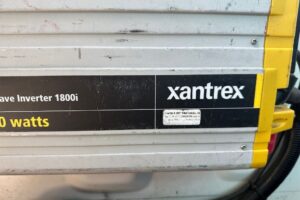 xantrex
ave Inverter 1800i
0 watts